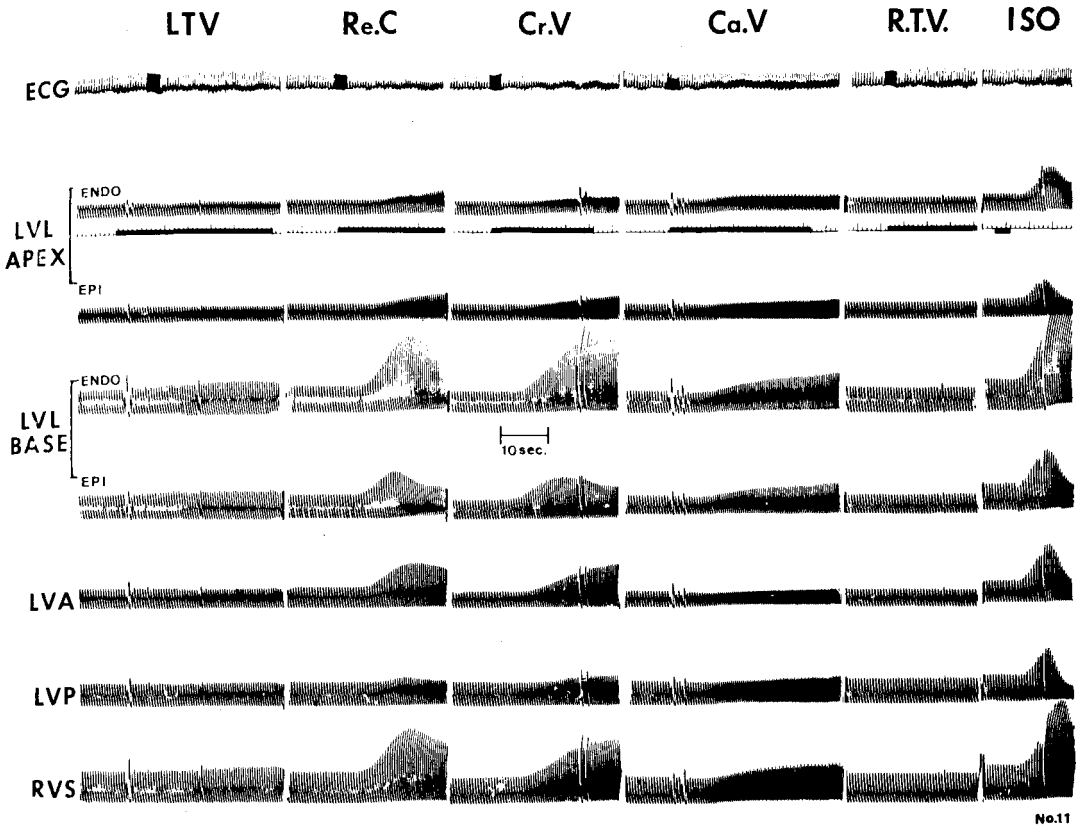 LTV Re.C Cr.V Ca.V R.T.V. ISO
ECG
ENDO
LVL
APEX
EPI
ENDO
LVL
BASE
10sec.
EPI
LVA
LVP
RVS
No.11